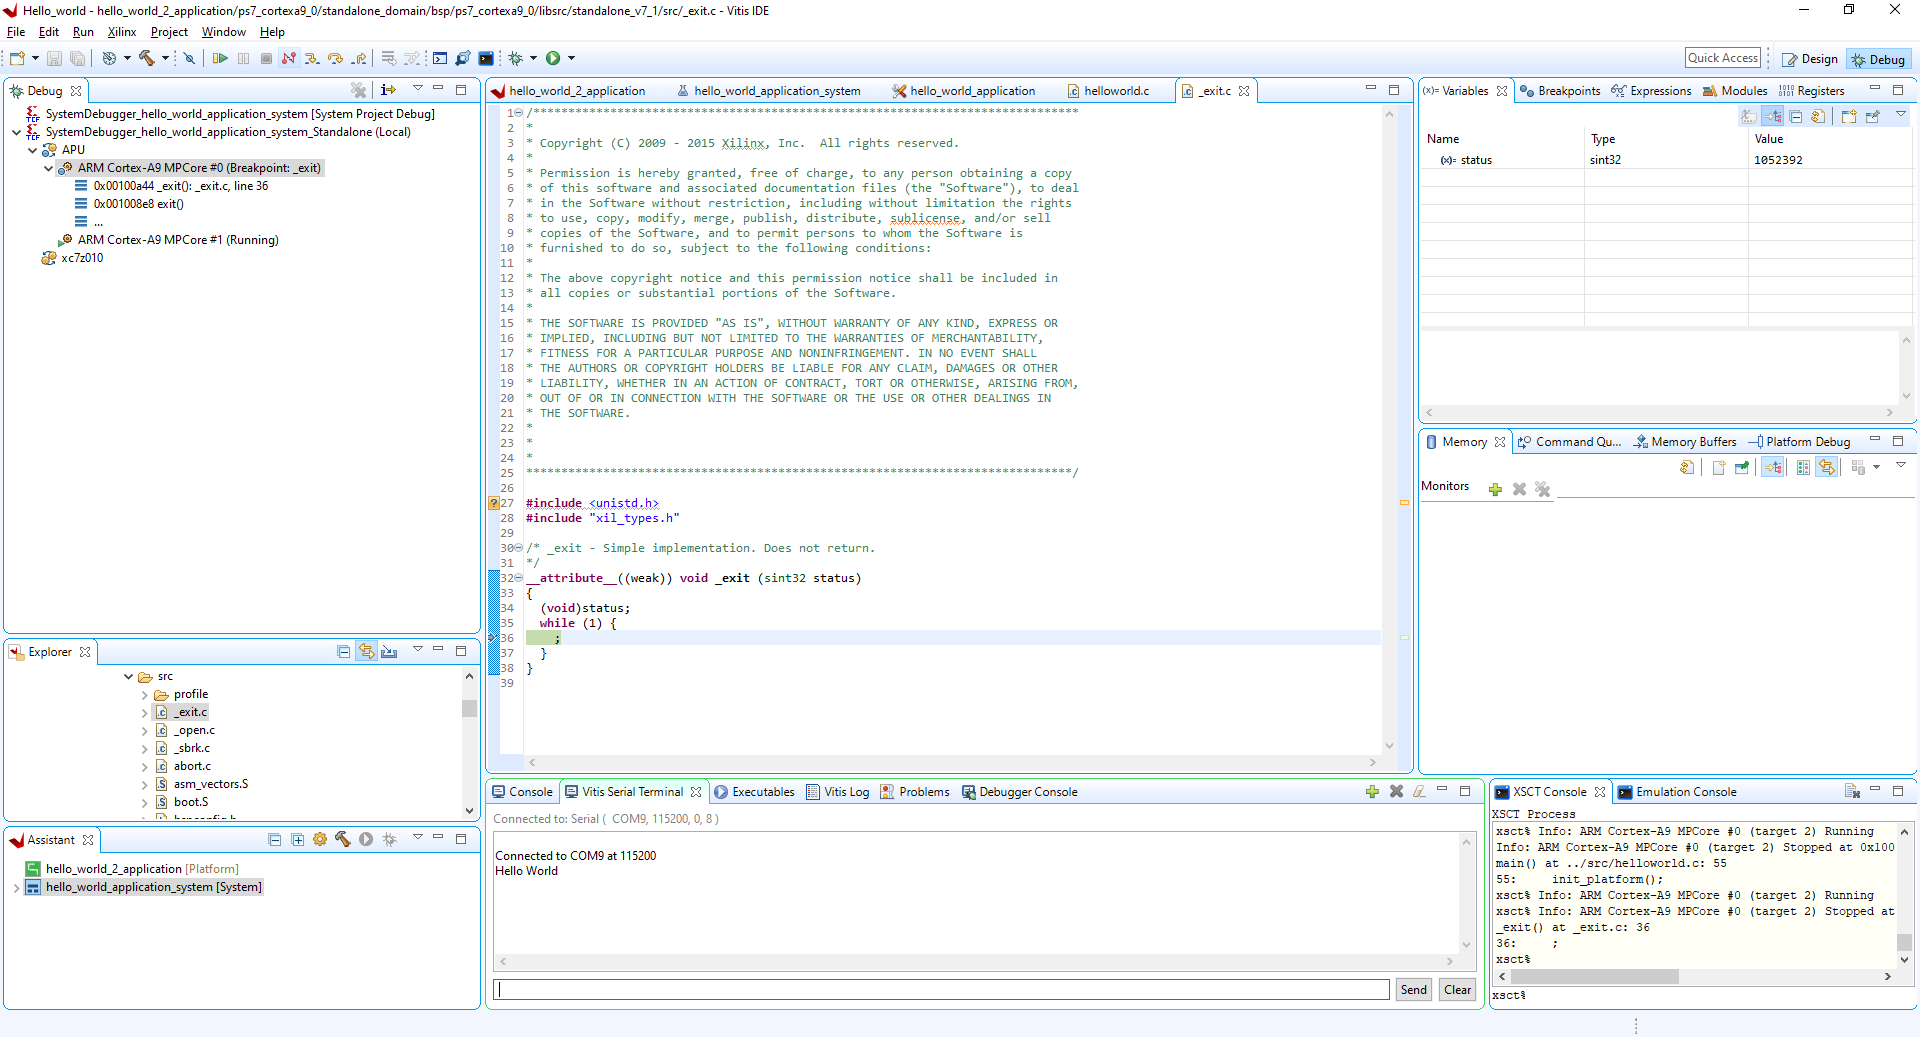 Hello_world - hello_world_2_application/ps7_cortexa9_0/standalone_domain/bsp/ps7_cortexa9_0/libsrc/standalone_v7_1/src/_exit.c - Vitis IDE
File Edit Run Xilinx Project Window Help
Quick Access Design Debug
Debug
SystemDebugger_hello_world_application_system [System Project Debug]
SystemDebugger_hello_world_application_system_Standalone (Local)
APU
ARM Cortex-A9 MPCore #0 (Breakpoint: _exit)
0x00100a44 _exit(): _exit.c, line 36
0x001008e8 exit()
...
ARM Cortex-A9 MPCore #1 (Running)
xc7z010
Explorer
src
profile
_exit.c
_open.c
_sbrk.c
abort.c
asm_vectors.S
boot.S
bspconfig.h
Assistant
hello_world_2_application [Platform]
hello_world_application_system [System]
hello_world_2_application hello_world_application_system hello_world_application helloworld.c _exit.c
1 /******************************************************************************
2 *
3 * Copyright (C) 2009 - 2015 Xilinx, Inc.  All rights reserved.
4 *
5 * Permission is hereby granted, free of charge, to any person obtaining a copy
6 * of this software and associated documentation files (the "Software"), to deal
7 * in the Software without restriction, including without limitation the rights
8 * to use, copy, modify, merge, publish, distribute, sublicense, and/or sell
9 * copies of the Software, and to permit persons to whom the Software is
10 * furnished to do so, subject to the following conditions:
11 *
12 * The above copyright notice and this permission notice shall be included in
13 * all copies or substantial portions of the Software.
14 *
15 * THE SOFTWARE IS PROVIDED "AS IS", WITHOUT WARRANTY OF ANY KIND, EXPRESS OR
16 * IMPLIED, INCLUDING BUT NOT LIMITED TO THE WARRANTIES OF MERCHANTABILITY,
17 * FITNESS FOR A PARTICULAR PURPOSE AND NONINFRINGEMENT. IN NO EVENT SHALL
18 * THE AUTHORS OR COPYRIGHT HOLDERS BE LIABLE FOR ANY CLAIM, DAMAGES OR OTHER
19 * LIABILITY, WHETHER IN AN ACTION OF CONTRACT, TORT OR OTHERWISE, ARISING FROM,
20 * OUT OF OR IN CONNECTION WITH THE SOFTWARE OR THE USE OR OTHER DEALINGS IN
21 * THE SOFTWARE.
22 *
23 *
24 *
25 ******************************************************************************/
26
27 #include <unistd.h>
28 #include "xil_types.h"
29
30 /* _exit - Simple implementation. Does not return.
31 */
32 __attribute__((weak)) void _exit (sint32 status)
33 {
34 (void)status;
35 while (1) {
36 ;
37 }
38 }
39
(x)= Variables Breakpoints Expressions Modules Registers
Name Type Value
(x)= status sint32 1052392
Memory Command Qu... Memory Buffers Platform Debug
Monitors
Console Vitis Serial Terminal Executables Vitis Log Problems Debugger Console
Connected to: Serial ( COM9, 115200, 0, 8 )
Connected to COM9 at 115200
Hello World
Send Clear
XSCT Console Emulation Console
XSCT Process
xsct% Info: ARM Cortex-A9 MPCore #0 (target 2) Running
Info: ARM Cortex-A9 MPCore #0 (target 2) Stopped at 0x100
main() at ../src/helloworld.c: 55
55: init_platform();
xsct% Info: ARM Cortex-A9 MPCore #0 (target 2) Running
xsct% Info: ARM Cortex-A9 MPCore #0 (target 2) Stopped at
_exit() at _exit.c: 36
36: ;
xsct%
xsct%